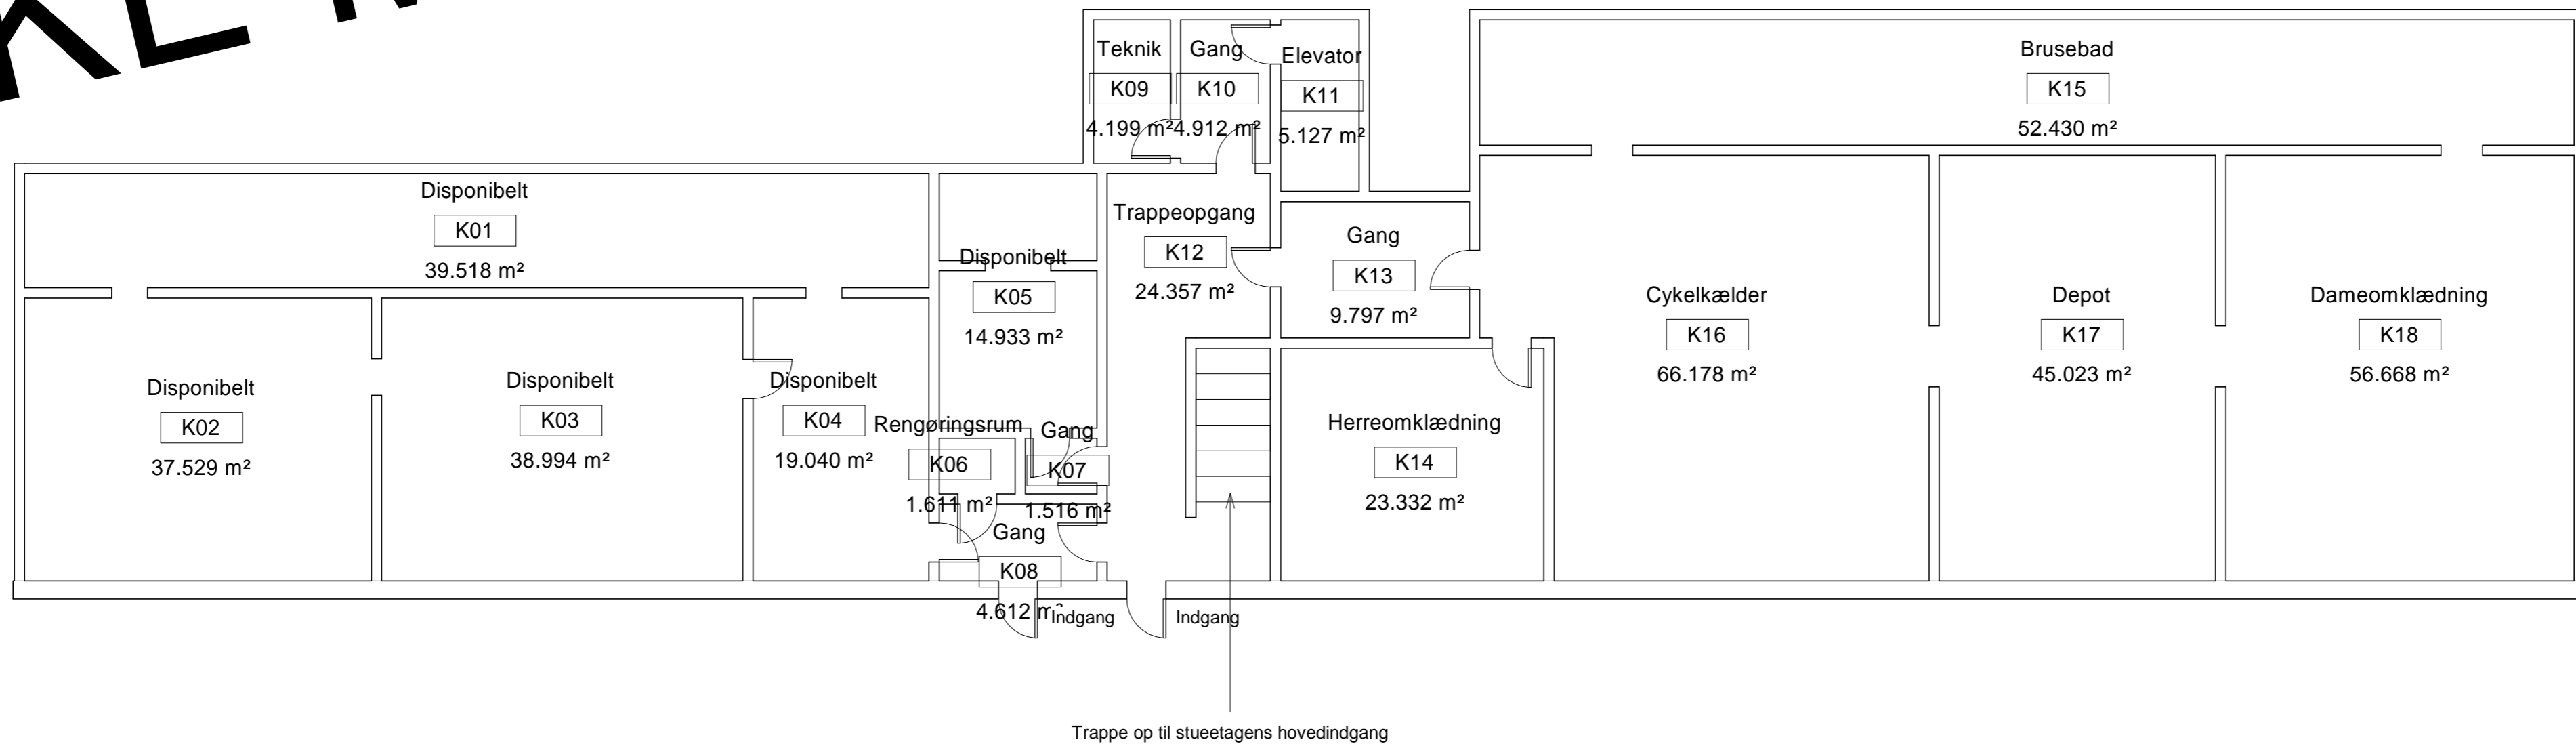 Teknik
K09
4.199 m²
Gang
K10
4.912 m²
Elevator
K11
5.127 m²
Brusebad
K15
52.430 m²
Disponibelt
K01
39.518 m²
Trappeopgang
K12
24.357 m²
Gang
K13
9.797 m²
Disponibelt
K05
14.933 m²
Cykelkælder
K16
66.178 m²
Depot
K17
45.023 m²
Dameomklædning
K18
56.668 m²
Disponibelt
K02
37.529 m²
Disponibelt
K03
38.994 m²
Disponibelt
K04
19.040 m²
Rengøringsrum
K06
1.611 m²
Gang
K07
1.516 m²
Herreomklædning
K14
23.332 m²
Gang
K08
4.612 m²
Indgang
Indgang
Trappe op til stueetagens hovedindgang